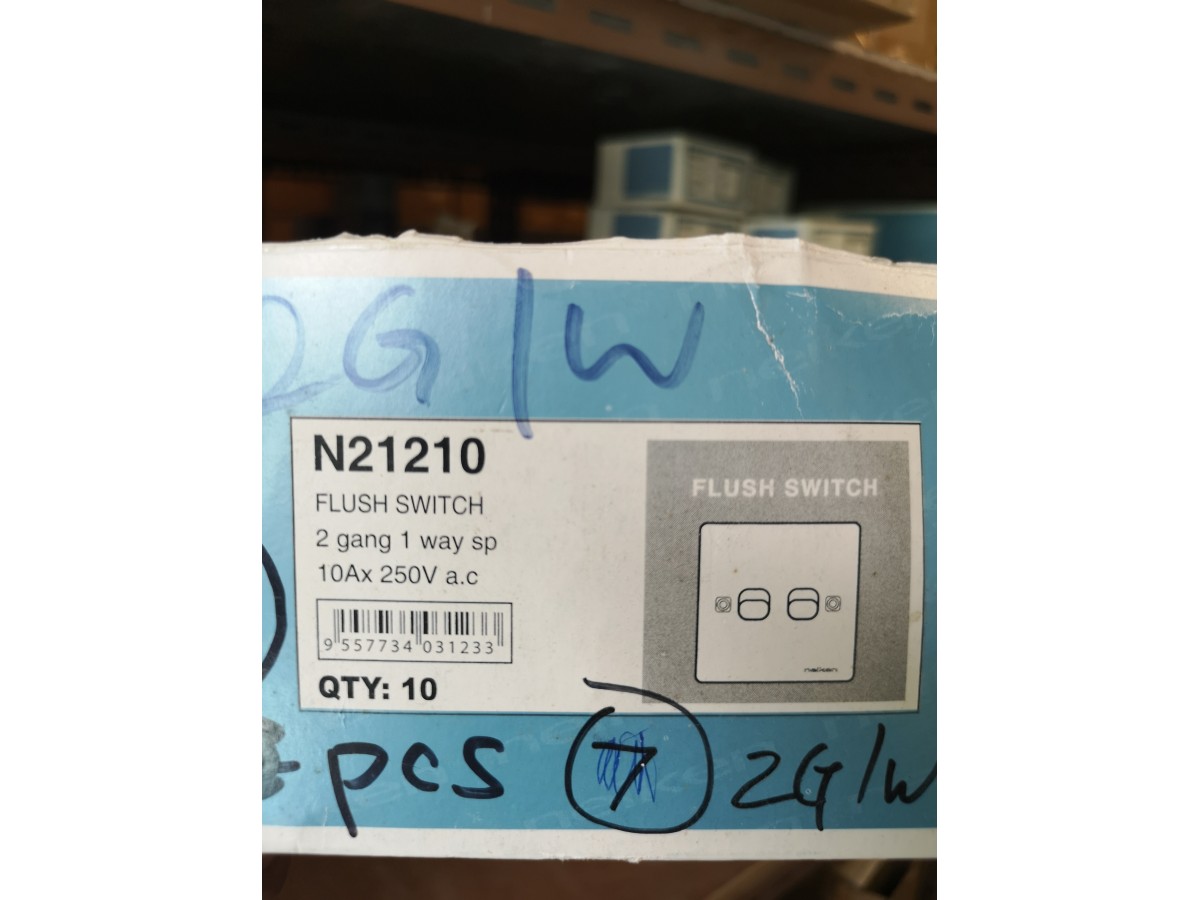 2G/W
N21210
FLUSH SWITCH
2 gang 1 way sp
10Ax 250V a.c
9 557734 031233
QTY: 10
FLUSH SWITCH
pcs 7 2G/W